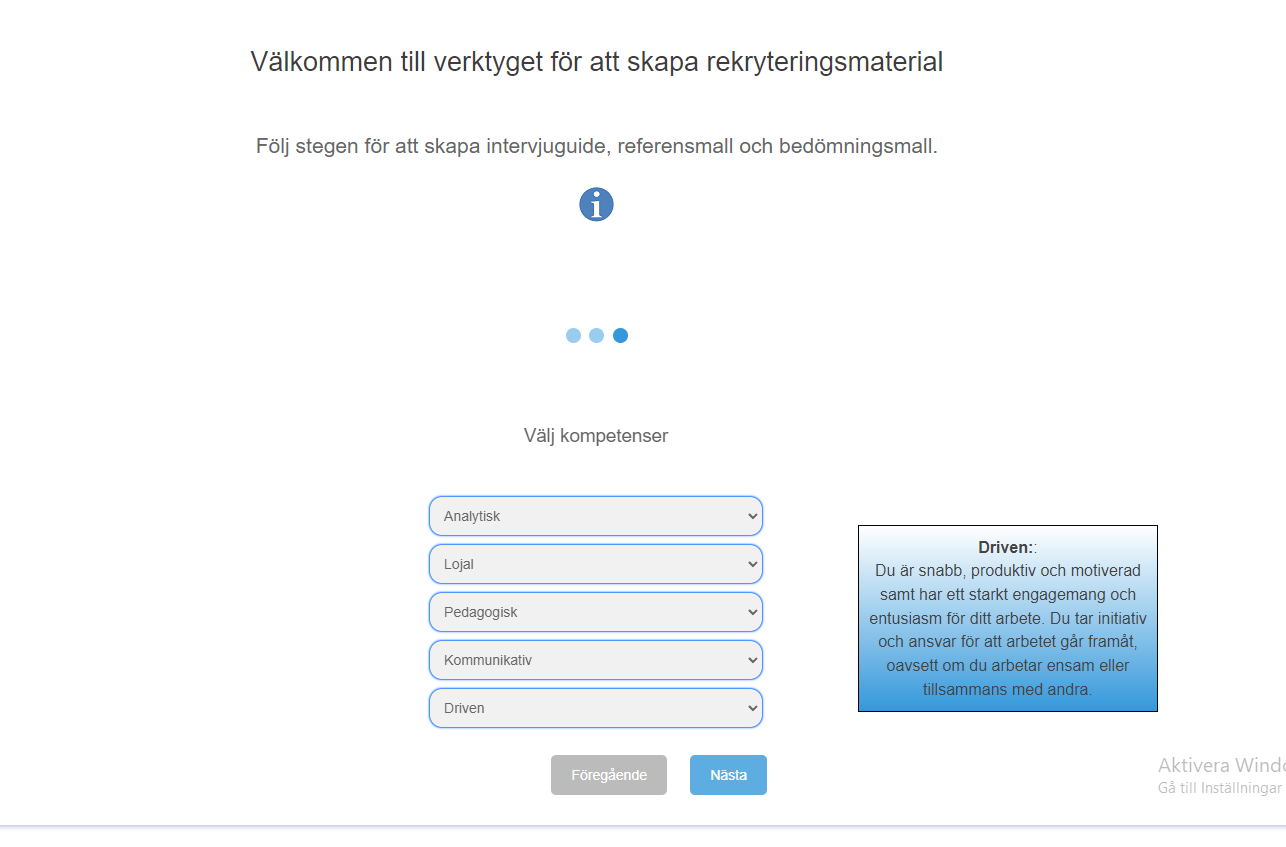 Välkommen till verktyget för att skapa rekryteringsmaterial
Följ stegen för att skapa intervjuguide, referensmall och bedömningsmall.
i
Välj kompetenser
Analytisk
Lojal
Pedagogisk
Kommunikativ
Driven
Driven::
Du är snabb, produktiv och motiverad
samt har ett starkt engagemang och
entusiasm för ditt arbete. Du tar initiativ
och ansvar för att arbetet går framåt,
oavsett om du arbetar ensam eller
tillsammans med andra.
Föregående
Nästa
Aktivera Windo
Gå till Inställningar